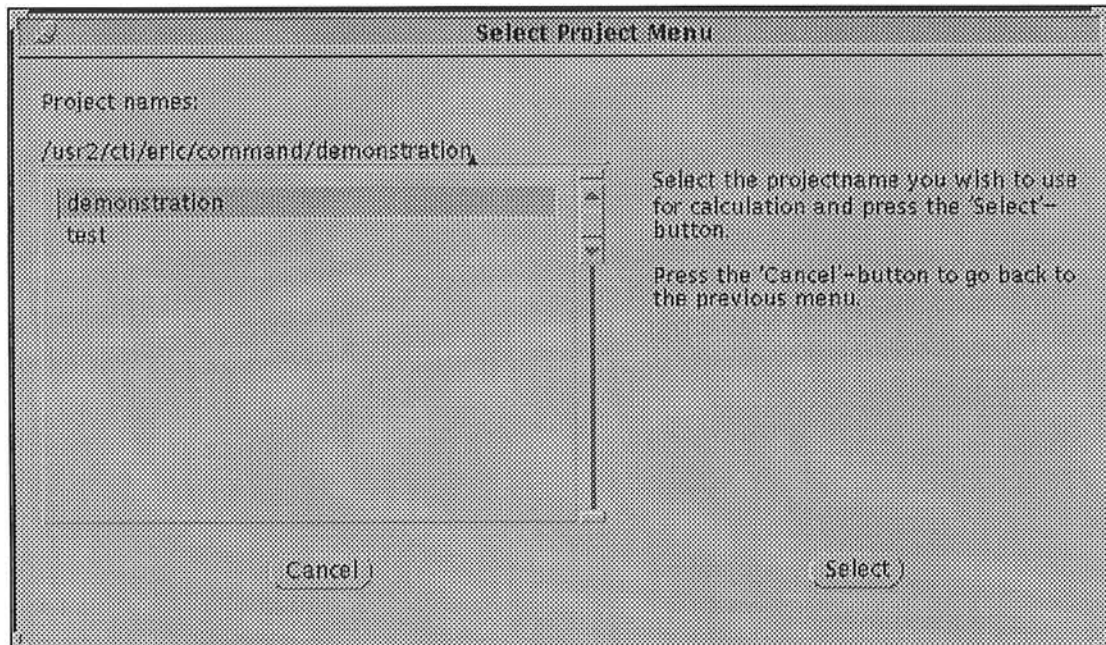 Select Project Menu
Project names:
/usr2/cti/eric/command/demonstration
demonstration
test
Select the projectname you wish to use
for calculation and press the 'Select'-
button.
Press the 'Cancel'-button to go back to
the previous menu.
Cancel
Select